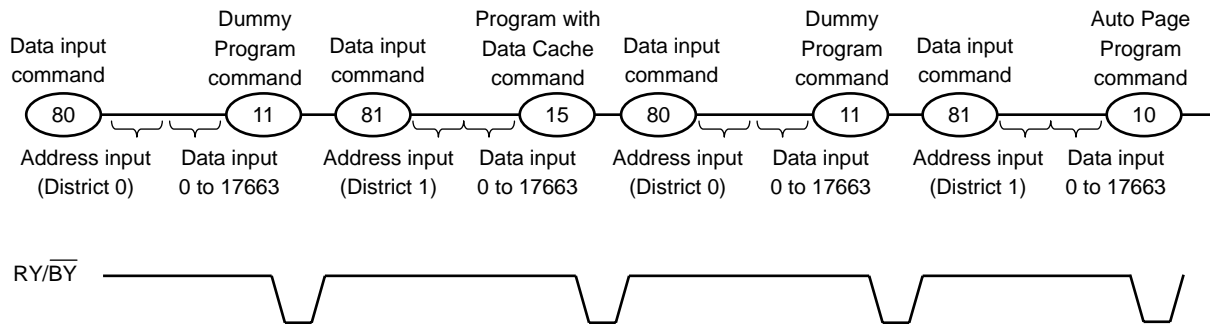 Data input
command
Dummy
Program
command
Data input
command
Program with
Data Cache
command
Data input
command
Dummy
Program
command
Data input
command
Auto Page
Program
command
80
11
81
15
80
11
81
10
Address input
(District 0)
Data input
0 to 17663
Address input
(District 1)
Data input
0 to 17663
Address input
(District 0)
Data input
0 to 17663
Address input
(District 1)
Data input
0 to 17663
RY/B̅Y̅